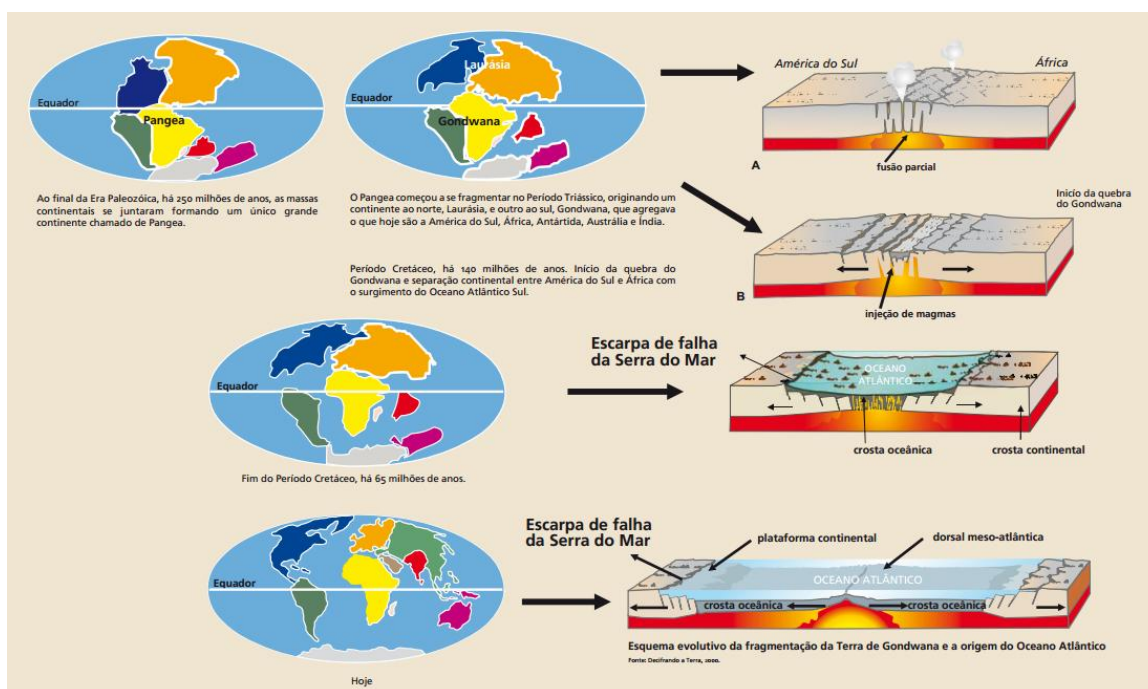 Equador
Pangea
Ao final da Era Paleozóica, há 250 milhões de anos, as massas
continentais se juntaram formando um único grande
continente chamado de Pangea.
Laurásia
Equador
Gondwana
O Pangea começou a se fragmentar no Período Triássico, originando um
continente ao norte, Laurásia, e outro ao sul, Gondwana, que agregava
o que hoje são a América do Sul, África, Antártida, Austrália e Índia.
América do Sul
África
fusão parcial
A
Período Cretáceo, há 140 milhões de anos. Início da quebra do
Gondwana e separação continental entre América do Sul e África com
o surgimento do Oceano Atlântico Sul.
Inicío da quebra
do Gondwana
B
injeção de magmas
Equador
Fim do Período Cretáceo, há 65 milhões de anos.
Escarpa de falha
da Serra do Mar
OCEANO
ATLÂNTICO
crosta oceânica
crosta continental
Equador
Hoje
Escarpa de falha
da Serra do Mar
plataforma continental
dorsal meso-atlântica
OCEANO ATLÂNTICO
crosta oceânica
crosta oceânica
Esquema evolutivo da fragmentação da Terra de Gondwana e a origem do Oceano Atlântico
Fonte: Decifrando a Terra, 2000.